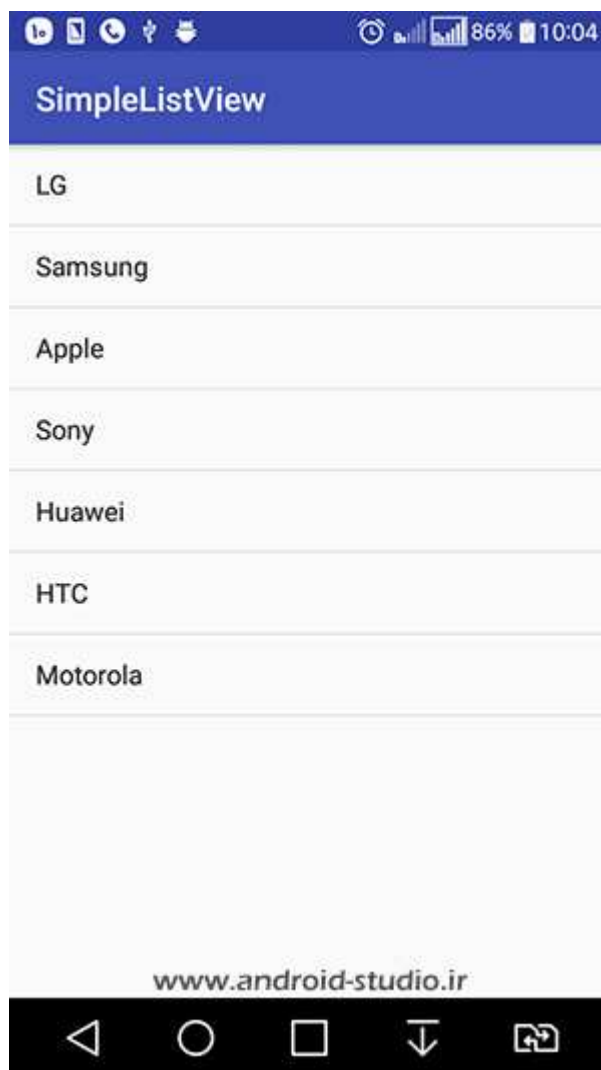 86% 10:04
SimpleListView
LG
Samsung
Apple
Sony
Huawei
HTC
Motorola
www.android-studio.ir